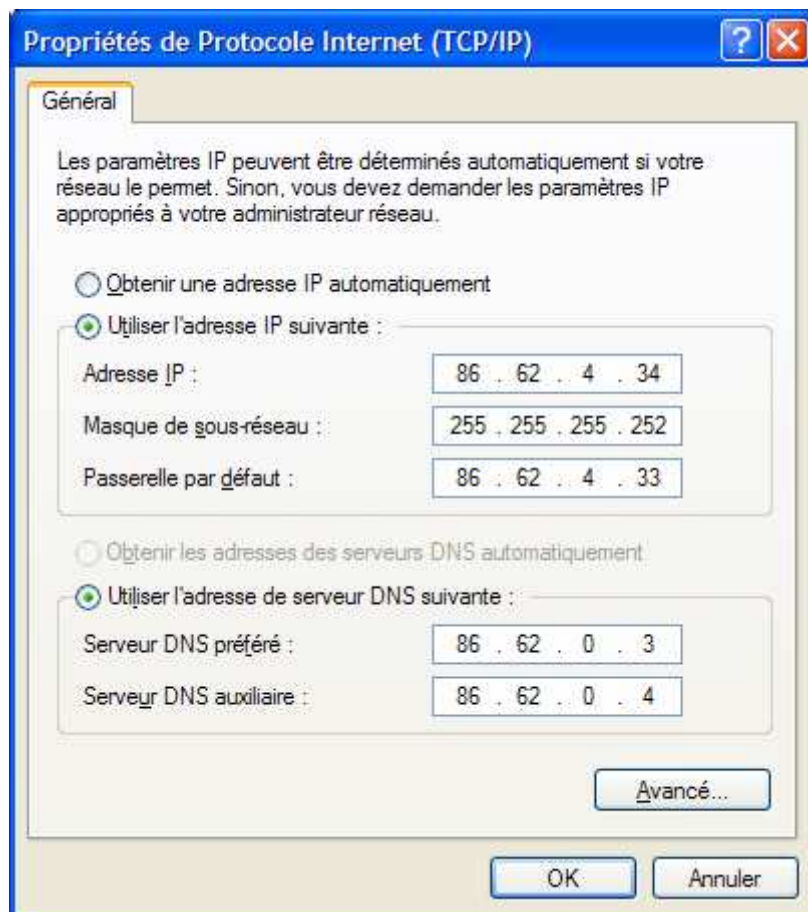 Propriétés de Protocole Internet (TCP/IP)
Général
Les paramètres IP peuvent être déterminés automatiquement si votre
réseau le permet. Sinon, vous devez demander les paramètres IP
appropriés à votre administrateur réseau.
Obtenir une adresse IP automatiquement
Utiliser l'adresse IP suivante :
Adresse IP : 86 . 62 . 4 . 34
Masque de sous-réseau : 255 . 255 . 255 . 252
Passerelle par défaut : 86 . 62 . 4 . 33
Obtenir les adresses des serveurs DNS automatiquement
Utiliser l'adresse de serveur DNS suivante :
Serveur DNS préféré : 86 . 62 . 0 . 3
Serveur DNS auxiliaire : 86 . 62 . 0 . 4
Avancé...
OK Annuler